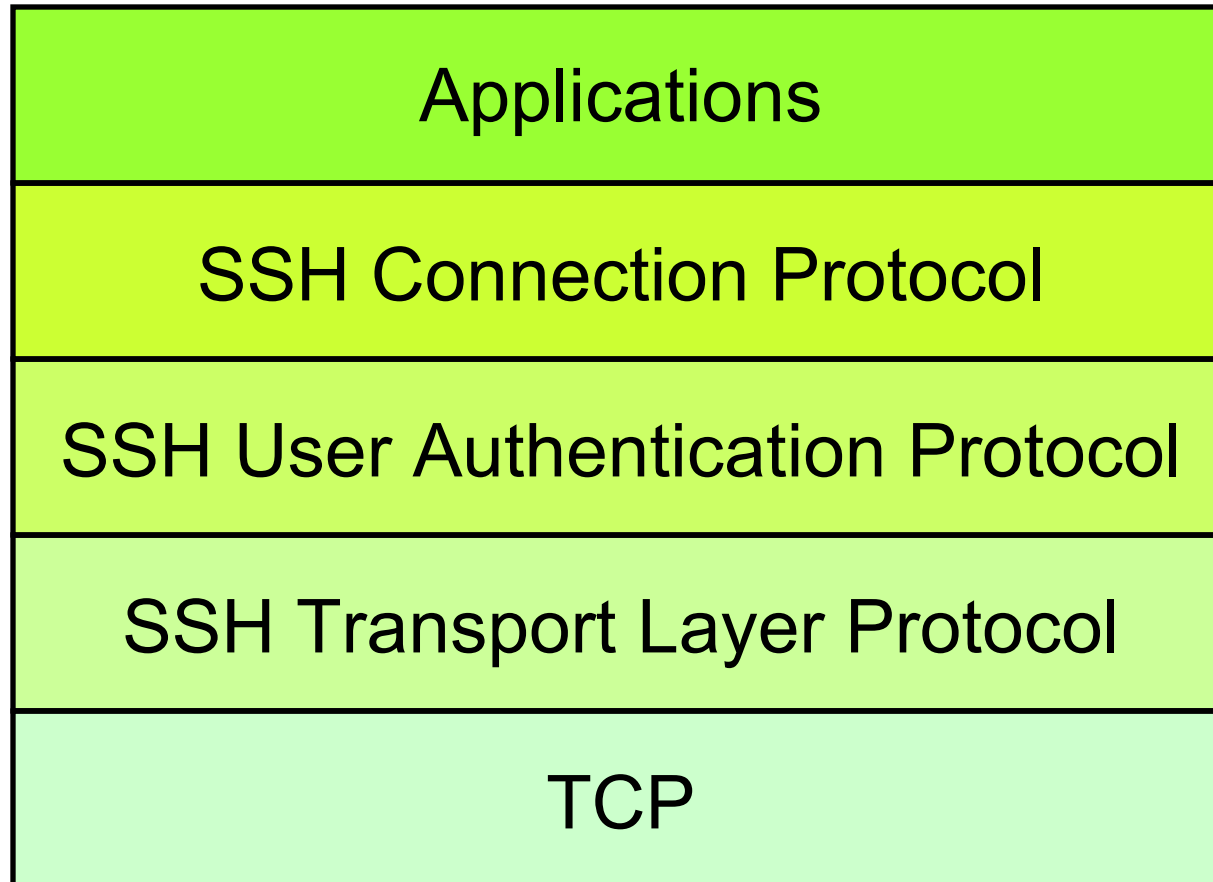 Applications
SSH Connection Protocol
SSH User Authentication Protocol
SSH Transport Layer Protocol
TCP